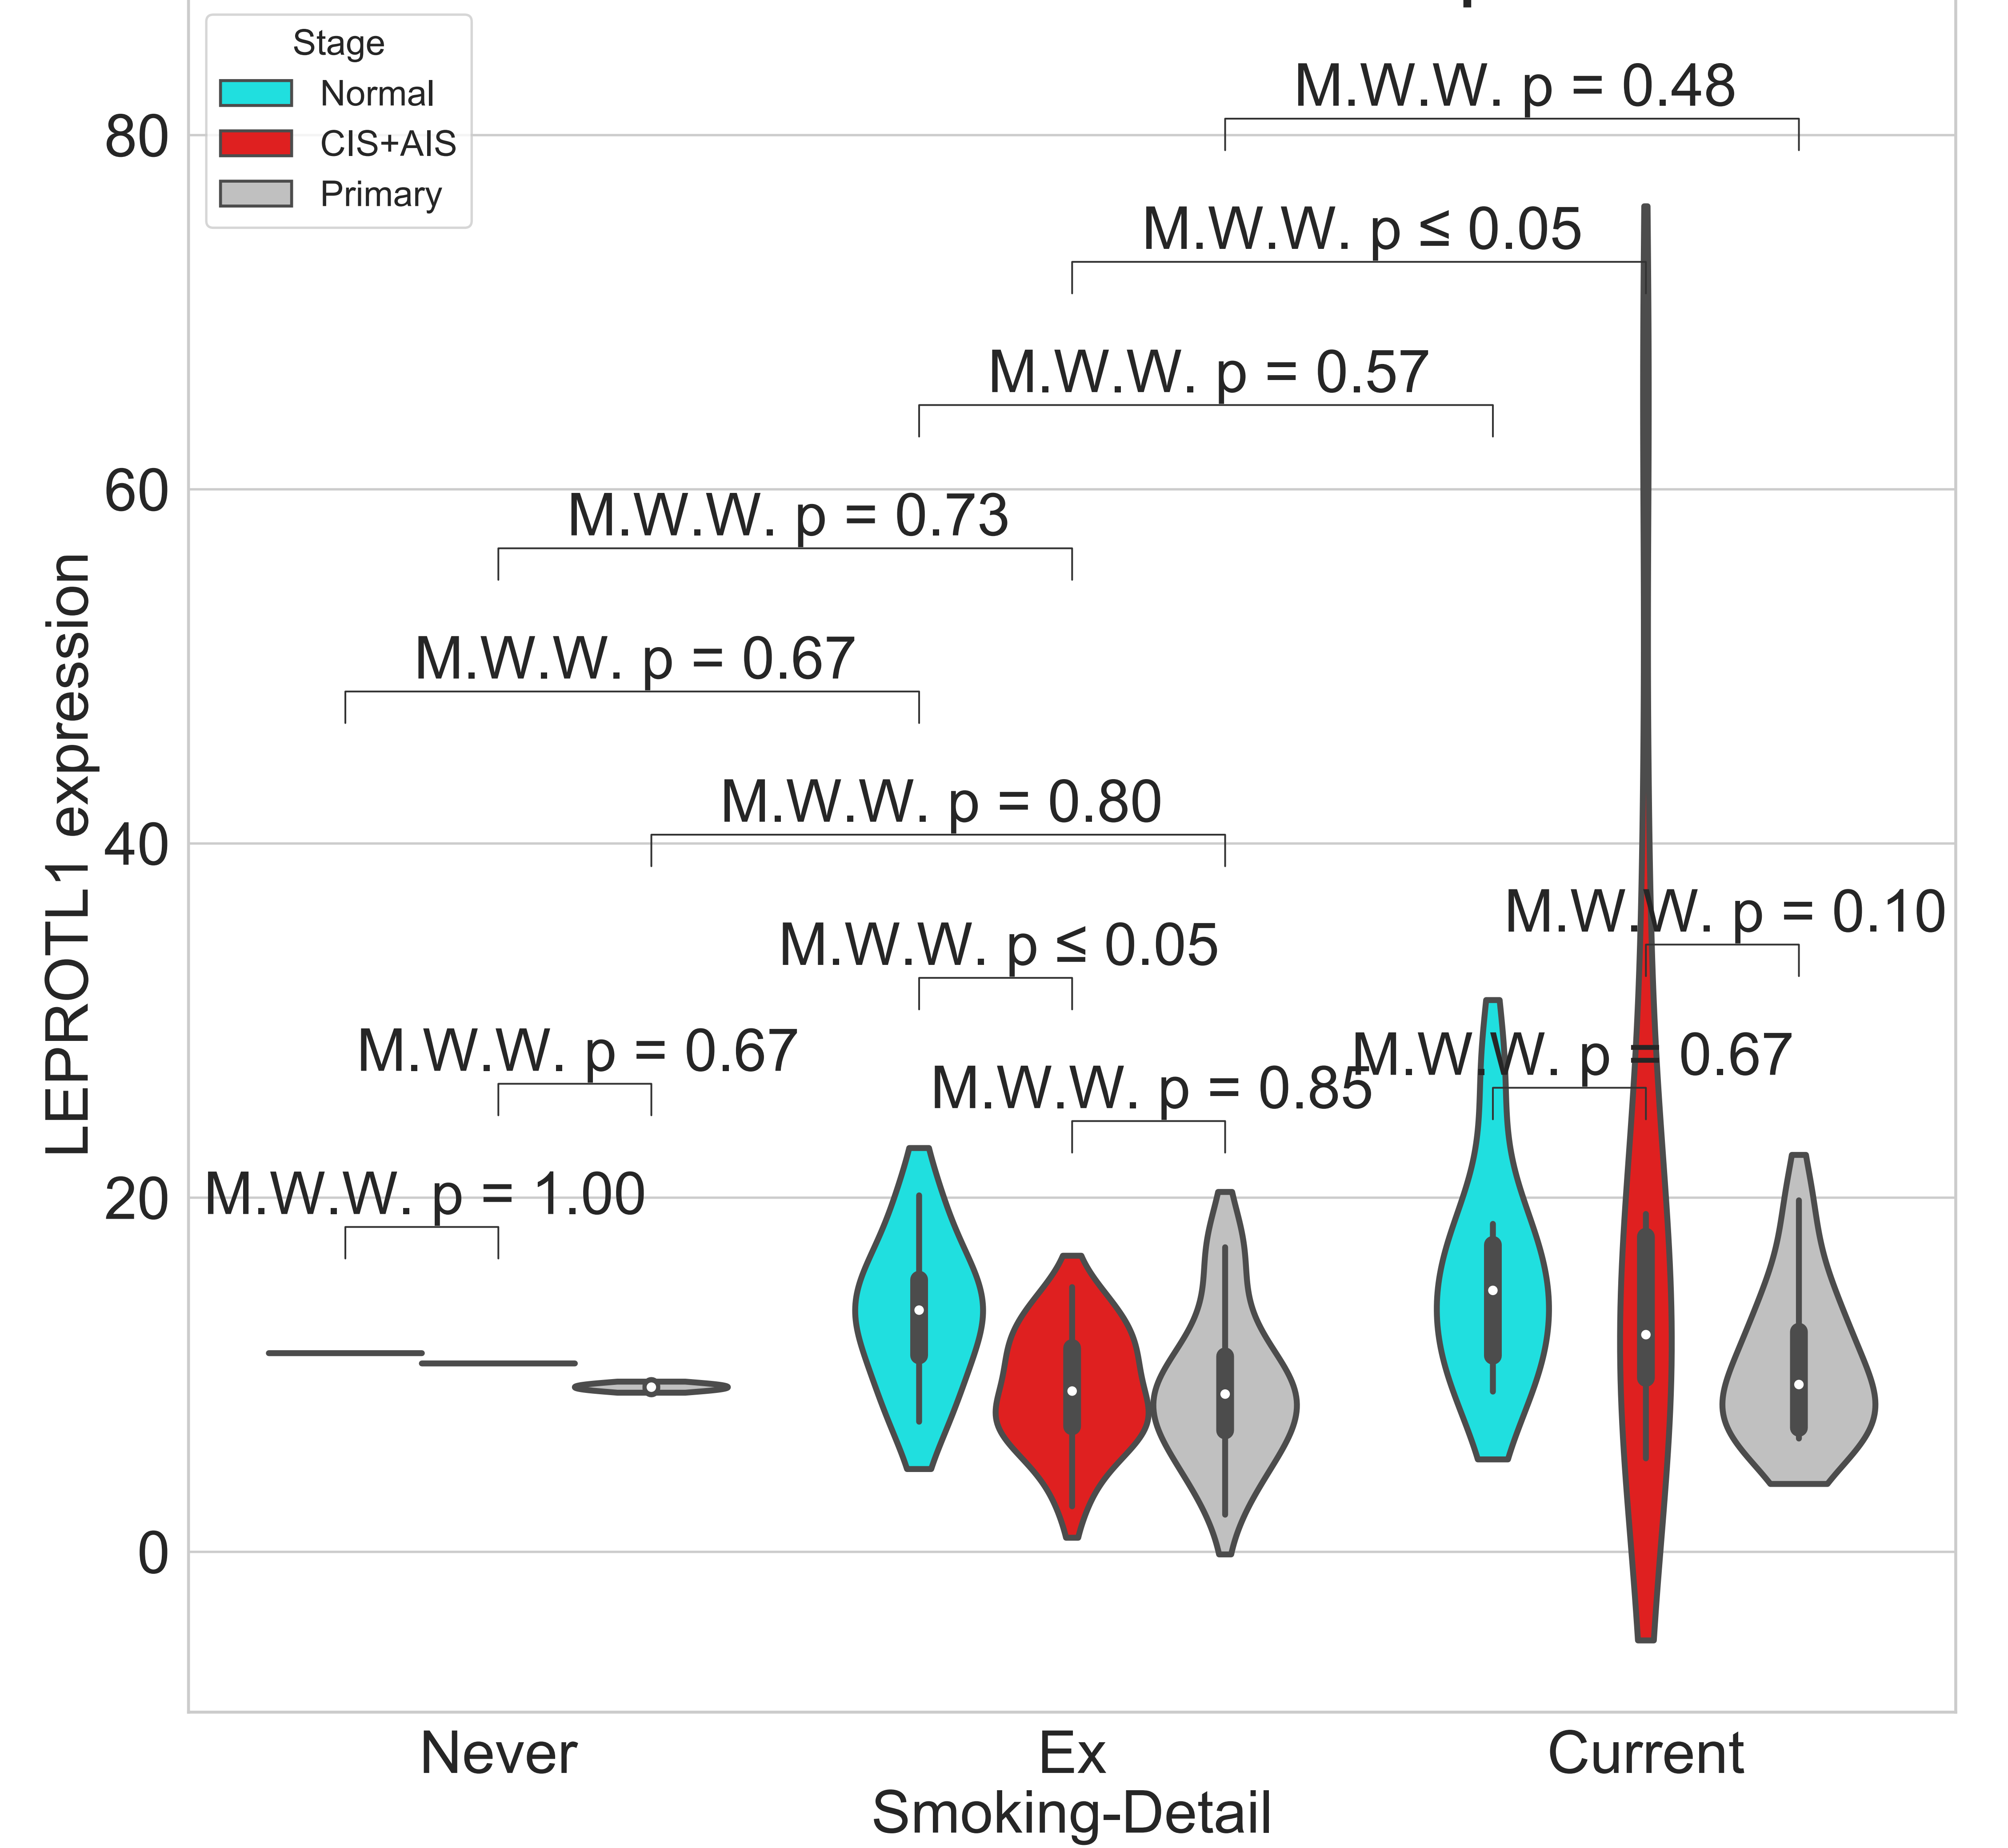 Stage
Normal
CIS+AIS
Primary
M.W.W. p = 0.48
80
M.W.W. p ≤ 0.05
M.W.W. p = 0.57
60
M.W.W. p = 0.73
M.W.W. p = 0.67
M.W.W. p = 0.80
40
M.W.W. p = 0.10
M.W.W. p ≤ 0.05
M.W.W. p = 0.67
M.W.W. p = 0.67
M.W.W. p = 0.85
20
M.W.W. p = 1.00
0
LEPROTL1 expression
Never
Ex
Current
Smoking-Detail